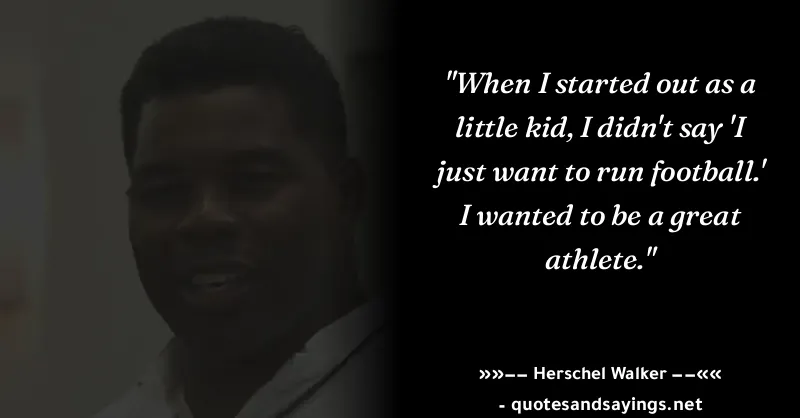 "When I started out as a
little kid, I didn't say 'I
just want to run football.'
I wanted to be a great
athlete."
»»−− Herschel Walker −−««
- quotesandsayings.net